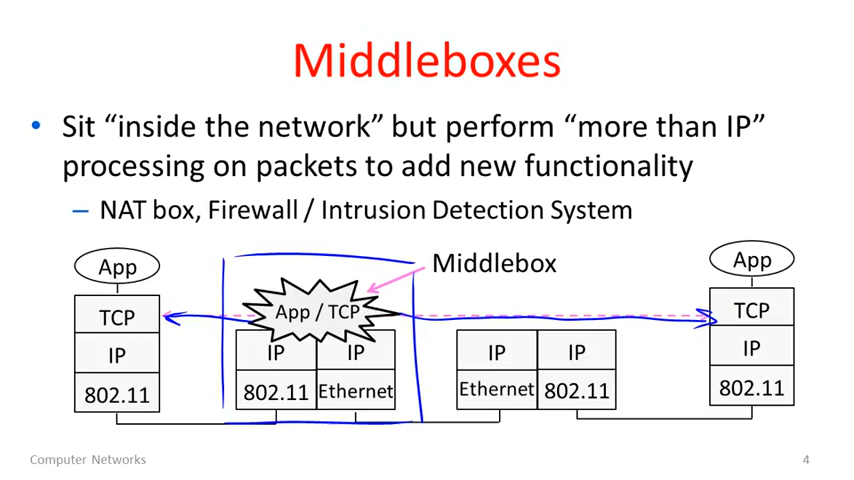 Middleboxes
• Sit “inside the network” but perform “more than IP”
processing on packets to add new functionality
– NAT box, Firewall / Intrusion Detection System
App
Middlebox
App
TCP
App / TCP
TCP
IP
IP
IP
IP
IP
IP
802.11
802.11
Ethernet
Ethernet
802.11
802.11
Computer Networks
4